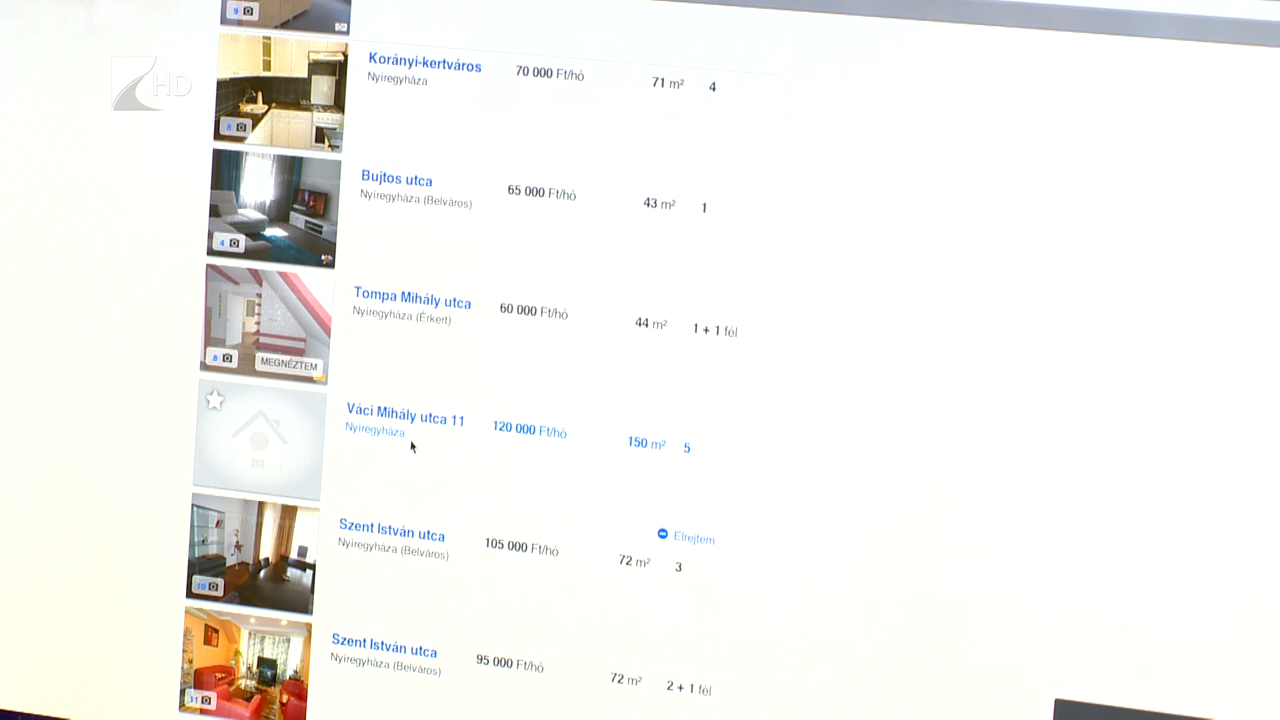 9
HD
Korányi-kertváros 70 000 Ft/hó 71 m² 4
Nyíregyháza
8
Bujtos utca 65 000 Ft/hó 43 m² 1
Nyíregyháza (Belváros)
4
Tompa Mihály utca 60 000 Ft/hó 44 m² 1 + 1 fél
Nyíregyháza (Érkert)
8 MEGNÉZTEM
Váci Mihály utca 11 120 000 Ft/hó 150 m² 5
Nyíregyháza
Elrejtem
Szent István utca 105 000 Ft/hó 72 m² 3
Nyíregyháza (Belváros)
10
Szent István utca 95 000 Ft/hó 72 m² 2 + 1 fél
Nyíregyháza (Belváros)
11